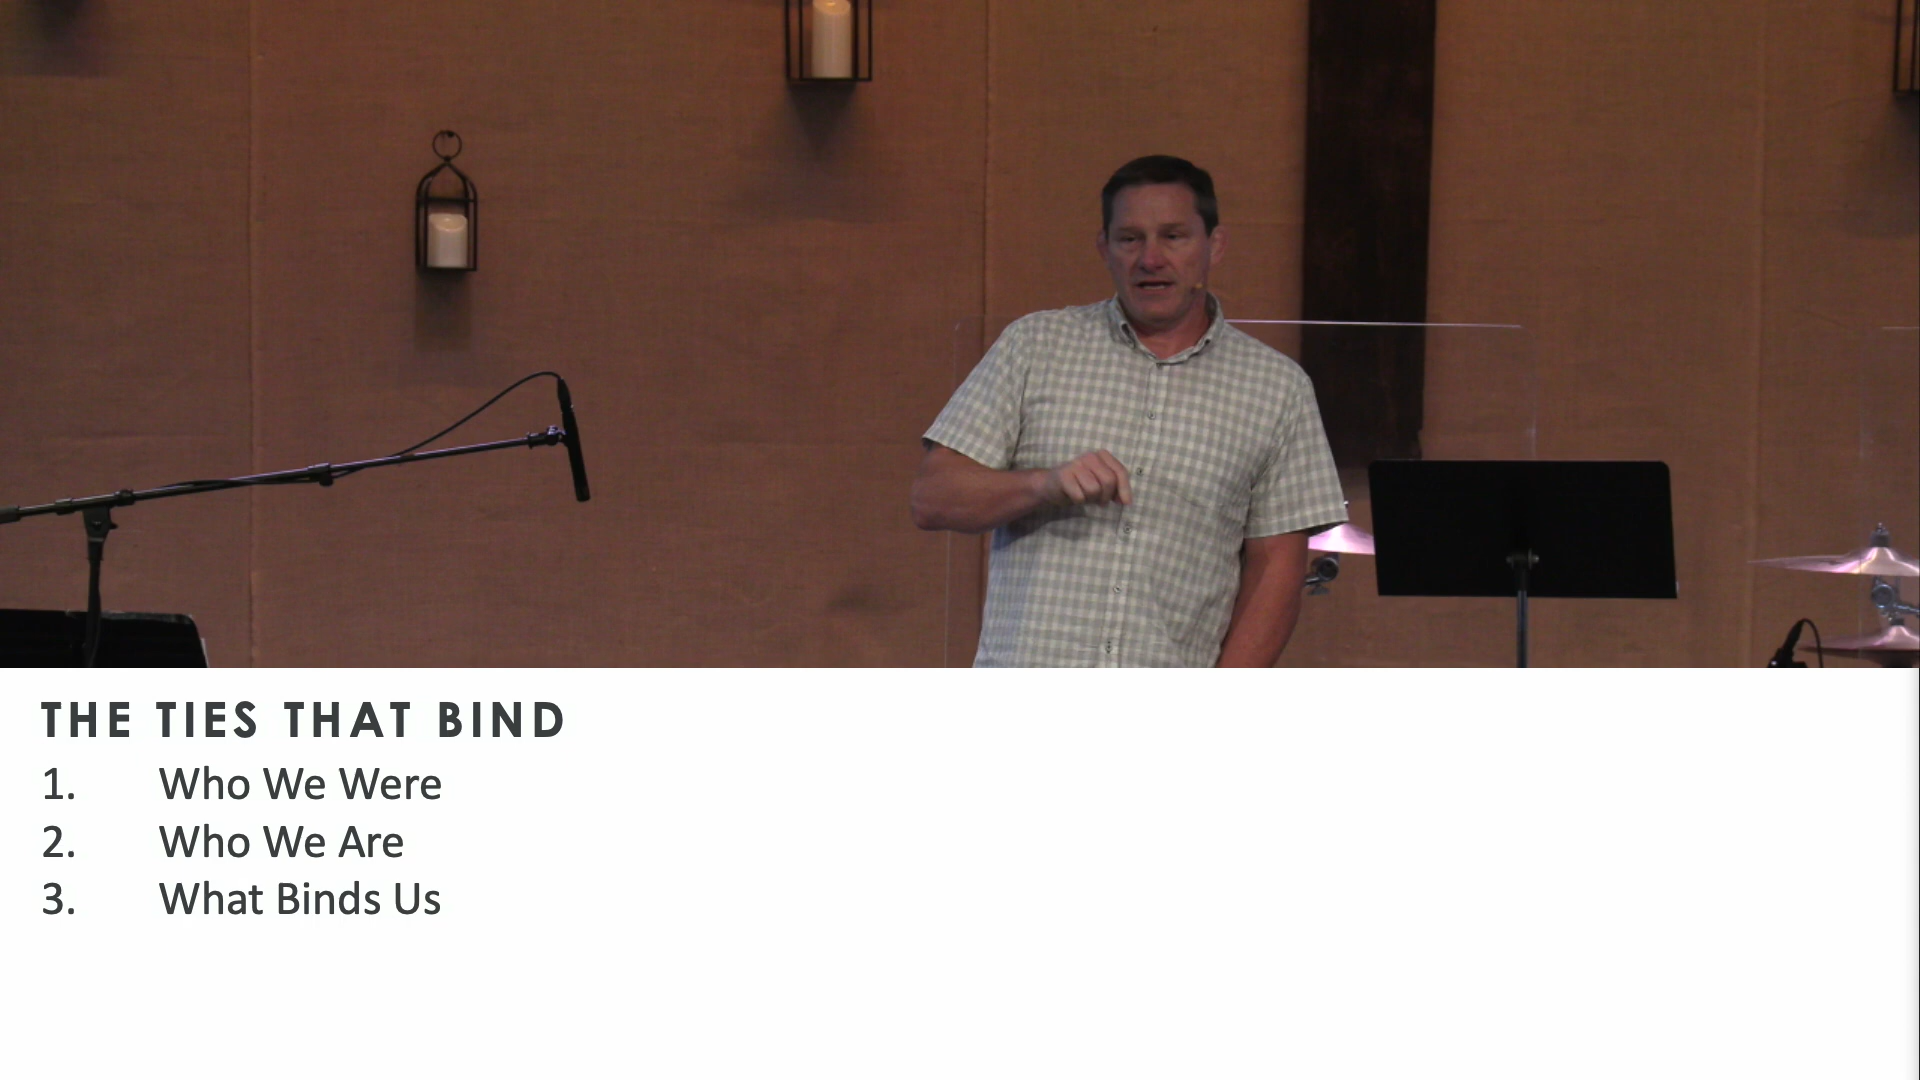 THE TIES THAT BIND
1. Who We Were
2. Who We Are
3. What Binds Us